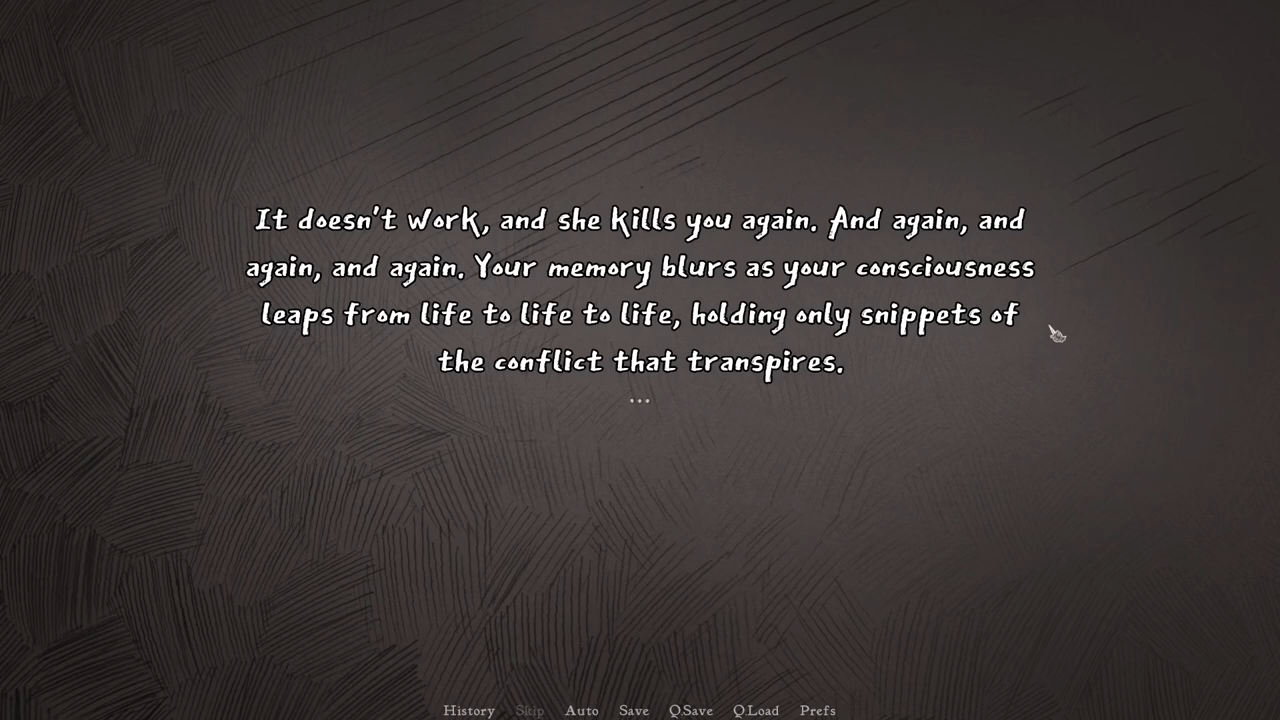 It doesn't work, and she kills you again. And again, and
again, and again. Your memory blurs as your consciousness
leaps from life to life to life, holding only snippets of
the conflict that transpires.
...
History Skip Auto Save Q.Save Q.Load Prefs